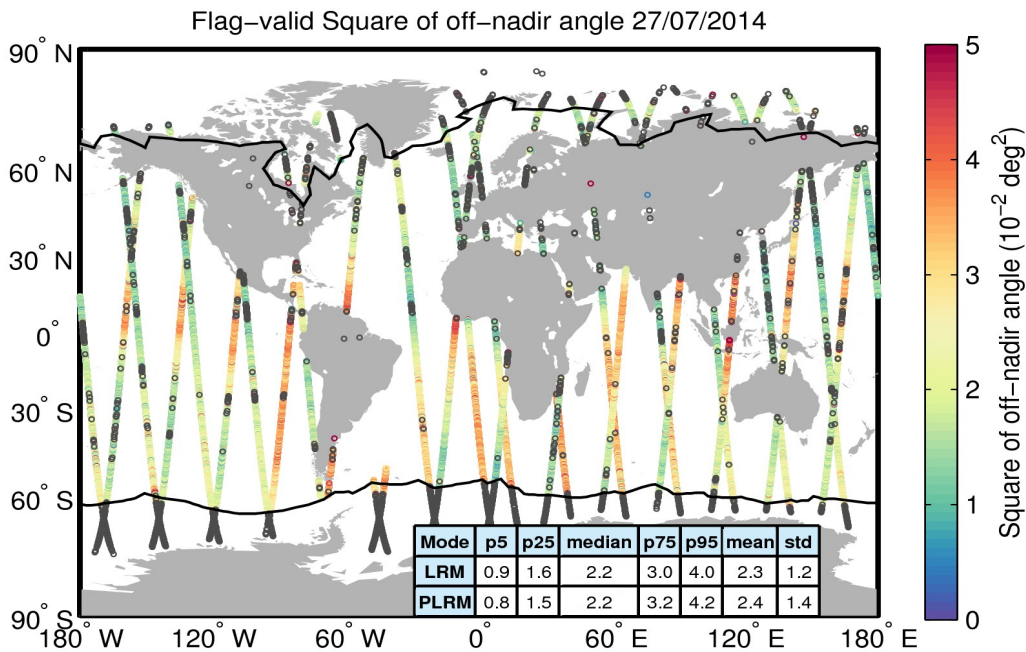 Flag−valid Square of off−nadir angle 27/07/2014
90° N
60° N
30° N
0°
30° S
60° S
90° S
180° W
120° W
60° W
0°
60° E
120° E
180° E
Mode p5 p25 median p75 p95 mean std
LRM 0.9 1.6 2.2 3.0 4.0 2.3 1.2
PLRM 0.8 1.5 2.2 3.2 4.2 2.4 1.4
5
4
3
2
1
0
Square of off−nadir angle (10⁻² deg²)